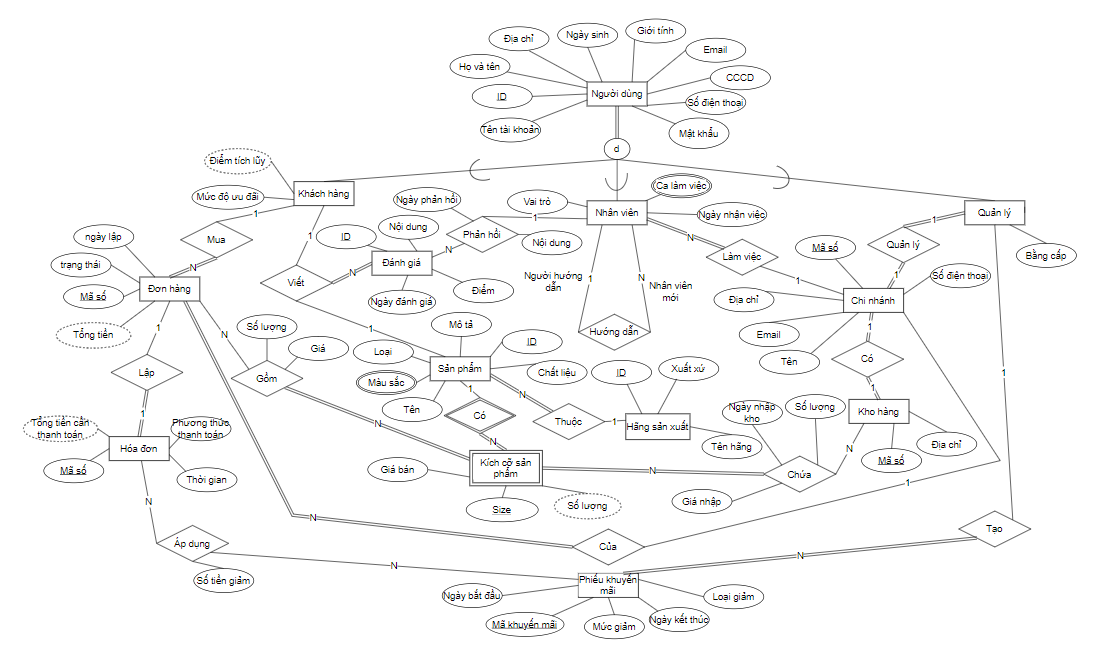 Giới tính
Ngày sinh
Địa chỉ
Email
Họ và tên
CCCD
Người dùng
ID
Số điện thoại
Tên tài khoản
Mật khẩu
d
Điểm tích lũy
Ca làm việc
Khách hàng
Mức độ ưu đãi
Ngày phản hồi
Vai trò
1
Nhân viên
Ngày nhận việc
Quản lý
1
1
Nội dung
Phản hồi
1
ID
N
Nội dung
N
Mua
ngày lập
Mã số
Quản lý
Làm việc
Bằng cấp
trạng thái
N
Viết
N
Đánh giá
Điểm
Người hướng
dẫn
1
N
Nhân viên
mới
1
1
Số điện thoại
Đơn hàng
Mã số
Ngày đánh giá
Địa chỉ
Chi nhánh
Tổng tiền
1
N
Số lượng
1
Mô tả
Hướng dẫn
Email
1
Giá
Loại
ID
Tên
Có
Lập
Gồm
Màu sắc
Sản phẩm
Chất liệu
ID
Xuất xứ
1
1
N
1
Tên
Có
Thuộc
1
Hãng sản xuất
Ngày nhập
kho
Số lượng
Kho hàng
1
Tổng tiền cần
thanh toán
Phương thức
thanh toán
N
N
Tên hãng
Địa chỉ
Hóa đơn
N
Mã số
Mã số
Giá bán
Kích cỡ sản
phẩm
N
Chứa
Thời gian
1
N
Size
Số lượng
Giá nhập
N
Của
Tạo
Áp dụng
N
N
Số tiền giảm
Phiếu khuyến
mãi
Ngày bắt đầu
Loại giảm
Mã khuyến mãi
Mức giảm
Ngày kết thúc